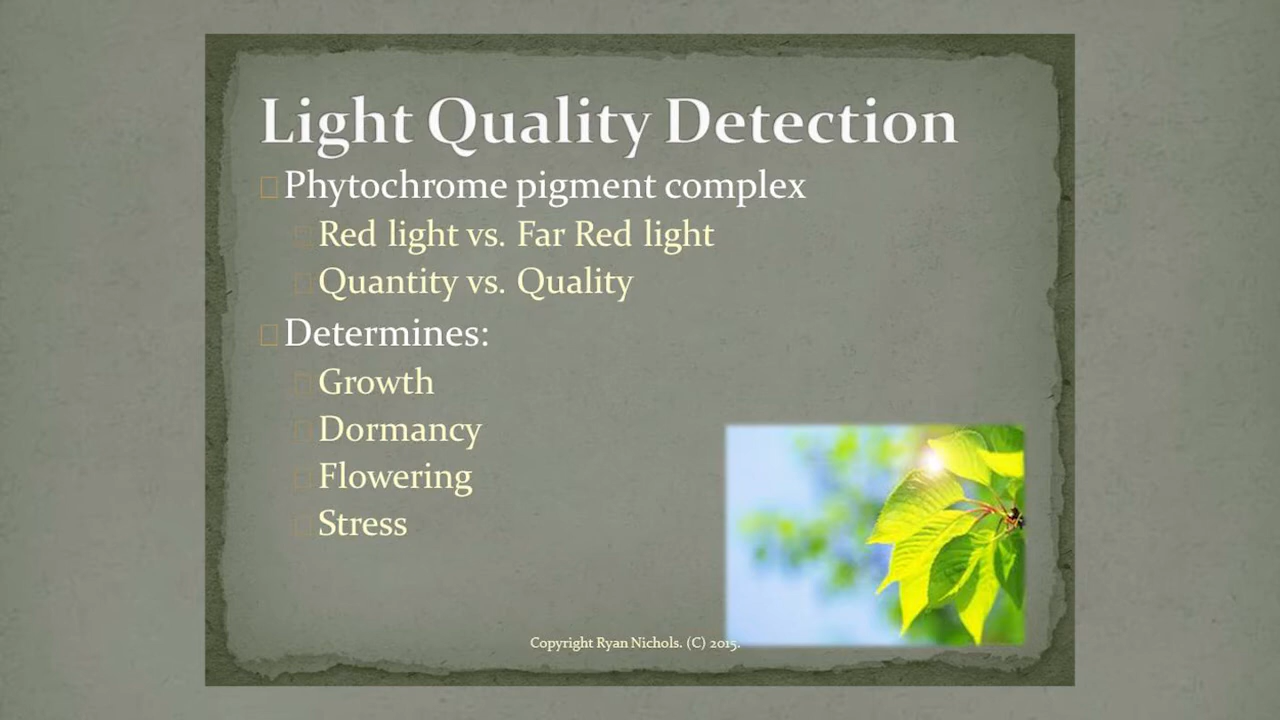 Light Quality Detection
Phytochrome pigment complex
Red light vs. Far Red light
Quantity vs. Quality
Determines:
Growth
Dormancy
Flowering
Stress
Copyright Ryan Nichols. (C) 2015.